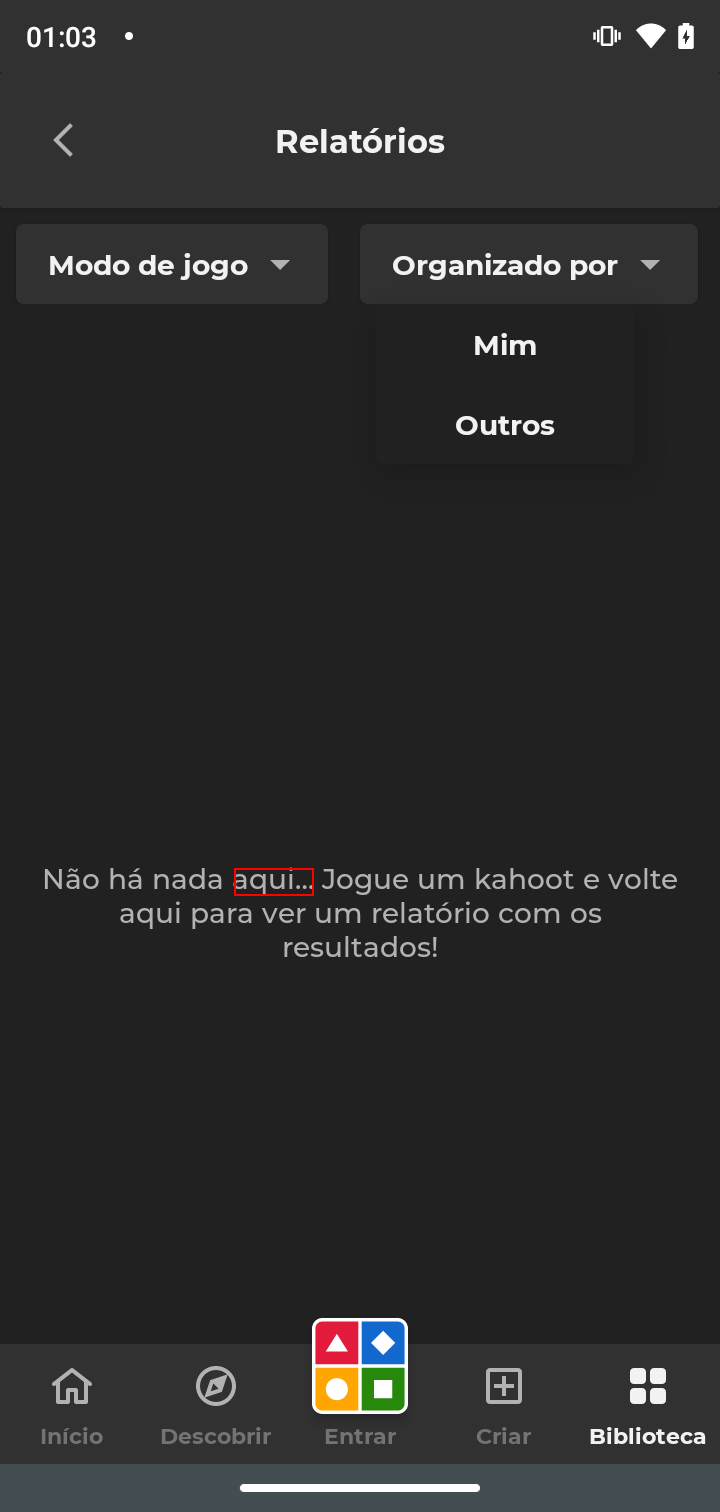 01:03
Relatórios
Modo de jogo
Organizado por
Mim
Outros
Não há nada aqui... Jogue um kahoot e volte
aqui para ver um relatório com os
resultados!
Início
Descobrir
Entrar
Criar
Biblioteca